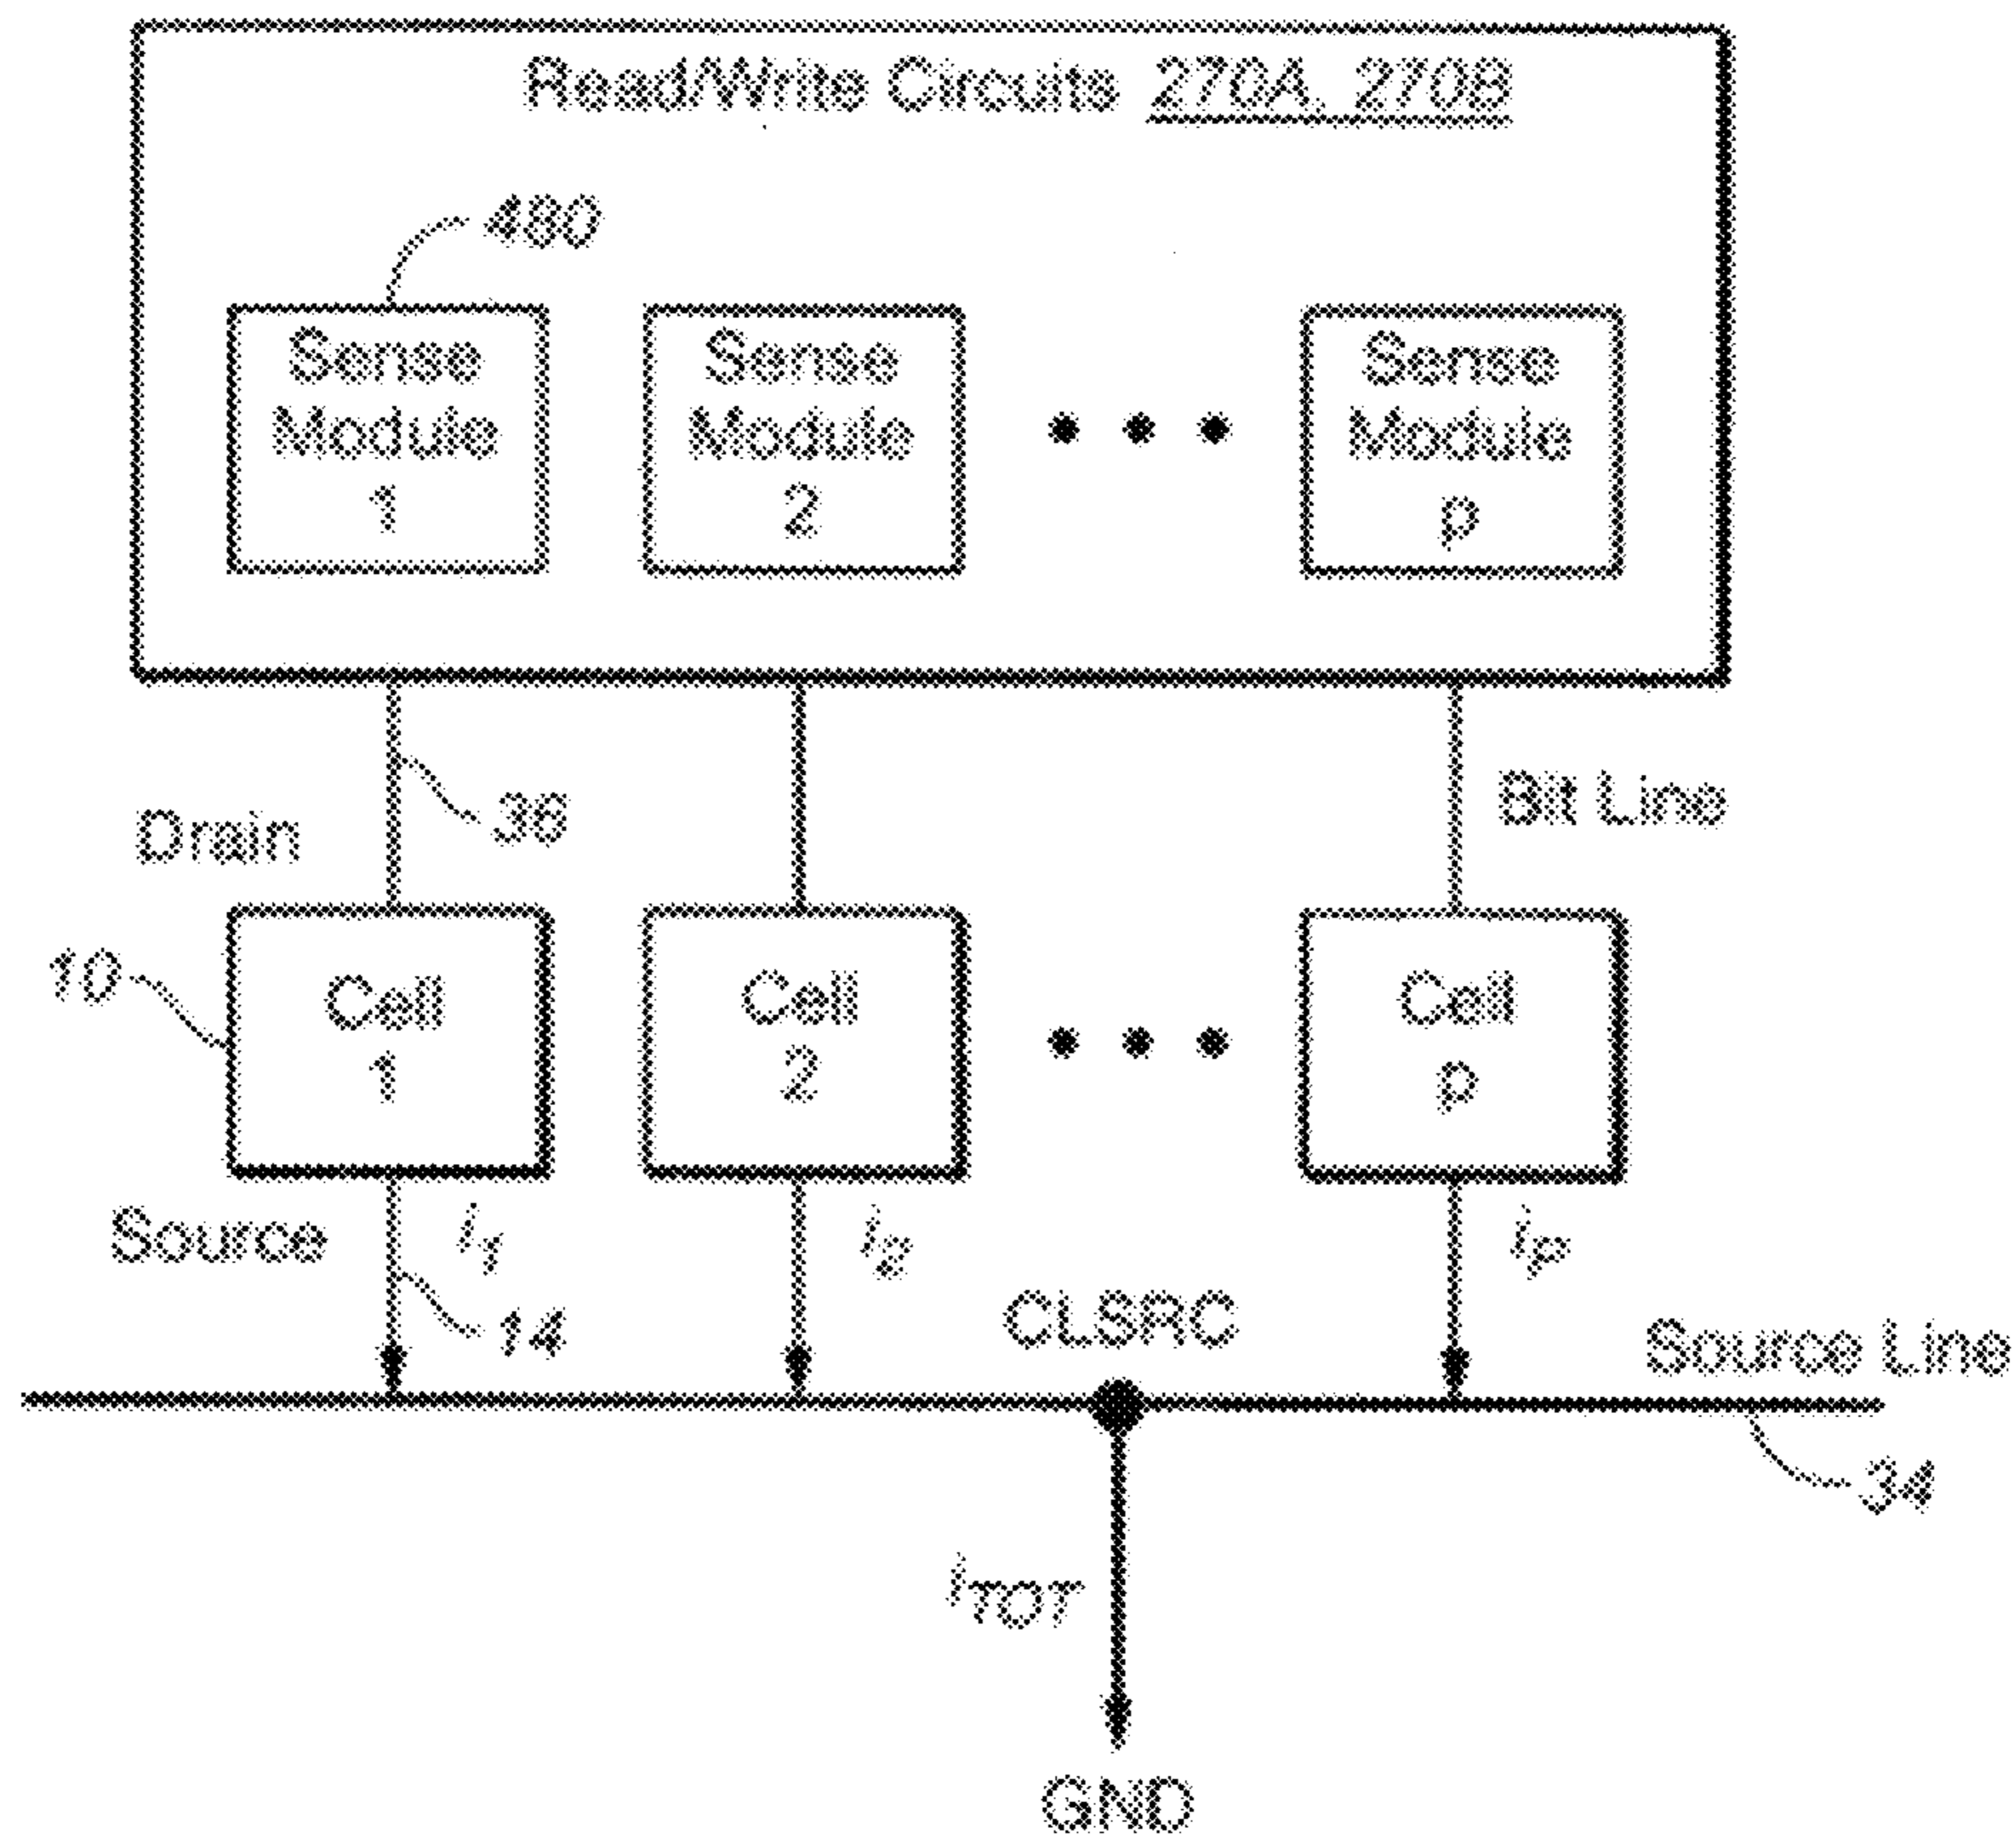 Read/Write Circuits 270A, 270B
480
Sense Module 1
Sense Module 2
Sense Module p
36
Drain
Bit Line
10
Cell 1
Cell 2
Cell p
Source
i1
i2
ip
14
CLSRC
Source Line
34
iTOT
GND